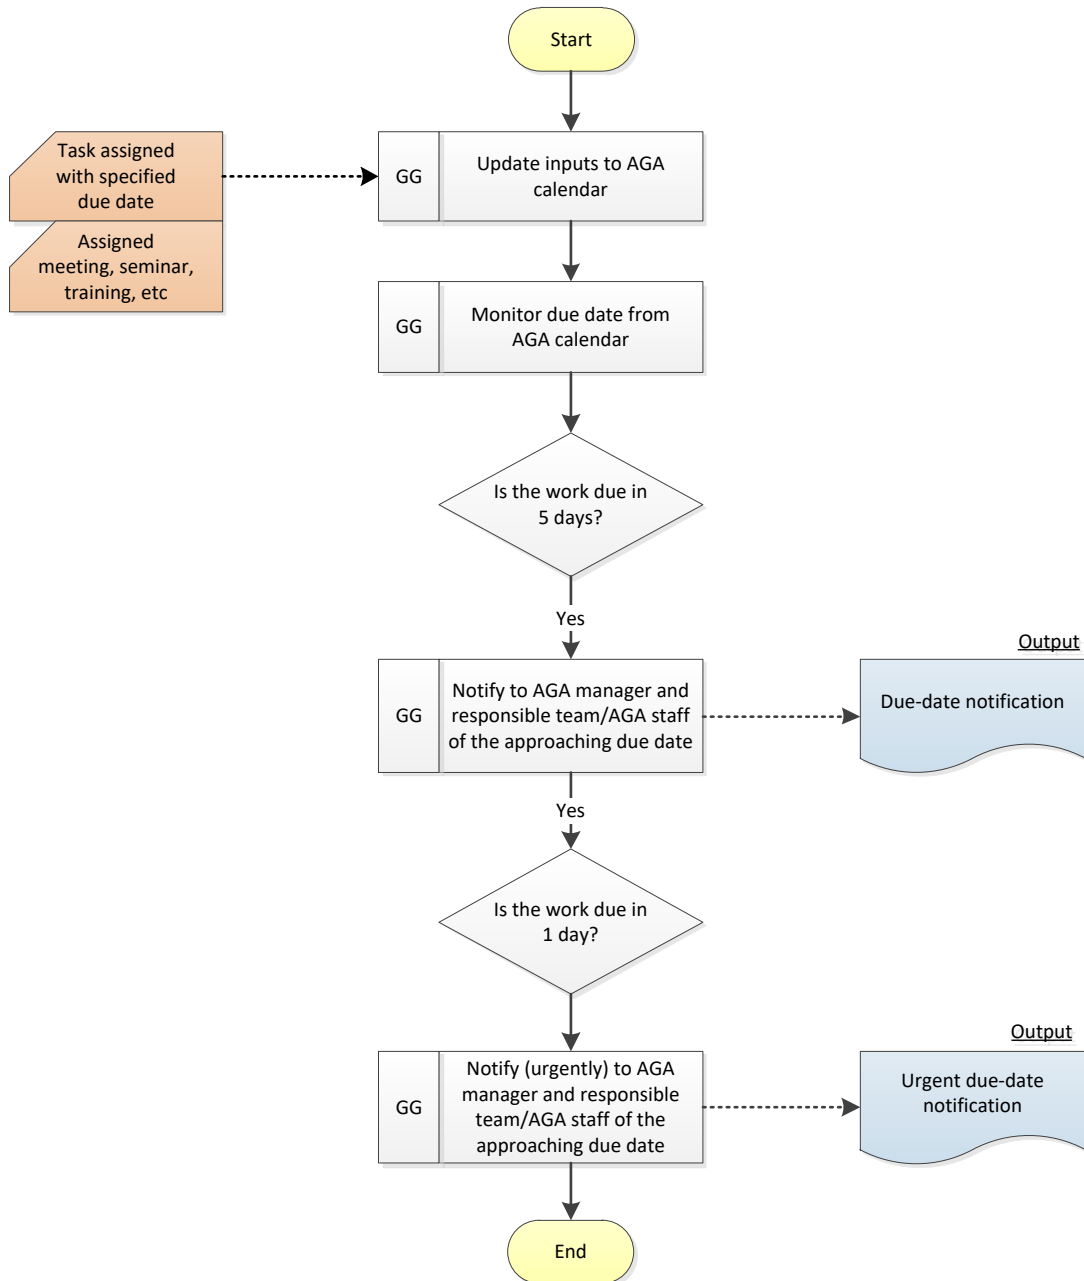 Start
Task assigned
with specified
due date
Assigned
meeting, seminar,
training, etc
GG
Update inputs to AGA
calendar
GG
Monitor due date from
AGA calendar
Is the work due in
5 days?
Yes
GG
Notify to AGA manager and
responsible team/AGA staff
of the approaching due date
Output
Due-date notification
Yes
Is the work due in
1 day?
GG
Notify (urgently) to AGA
manager and responsible
team/AGA staff of the
approaching due date
Output
Urgent due-date
notification
End